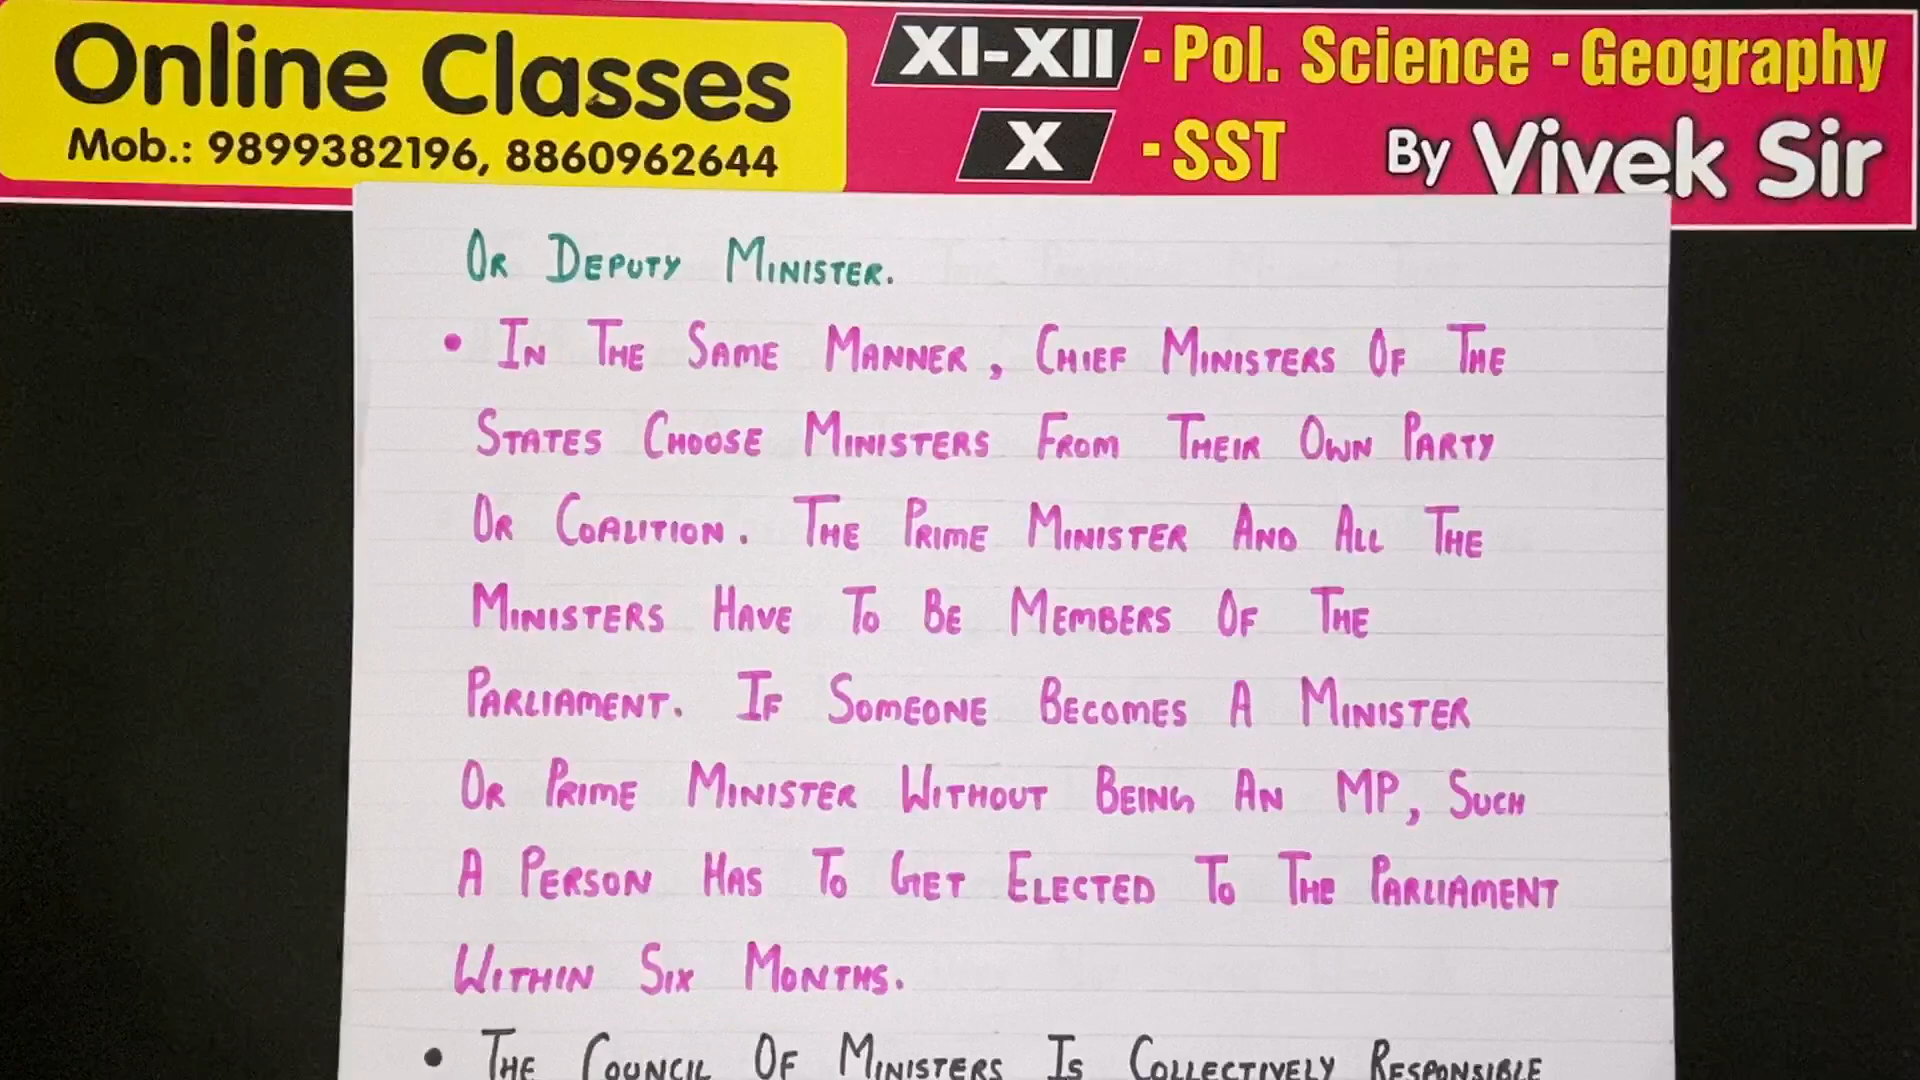 Online Classes
Mob.: 9899382196, 8860962644
XI-XII - Pol. Science - Geography
X - SST By Vivek Sir
OR DEPUTY MINISTER.
• IN THE SAME MANNER, CHIEF MINISTERS OF THE
STATES CHOOSE MINISTERS FROM THEIR OWN PARTY
OR COALITION. THE PRIME MINISTER AND ALL THE
MINISTERS HAVE TO BE MEMBERS OF THE
PARLIAMENT. IF SOMEONE BECOMES A MINISTER
OR PRIME MINISTER WITHOUT BEING AN MP, SUCH
A PERSON HAS TO GET ELECTED TO THE PARLIAMENT
WITHIN SIX MONTHS.
• THE COUNCIL OF MINISTERS IS COLLECTIVELY RESPONSIBLE